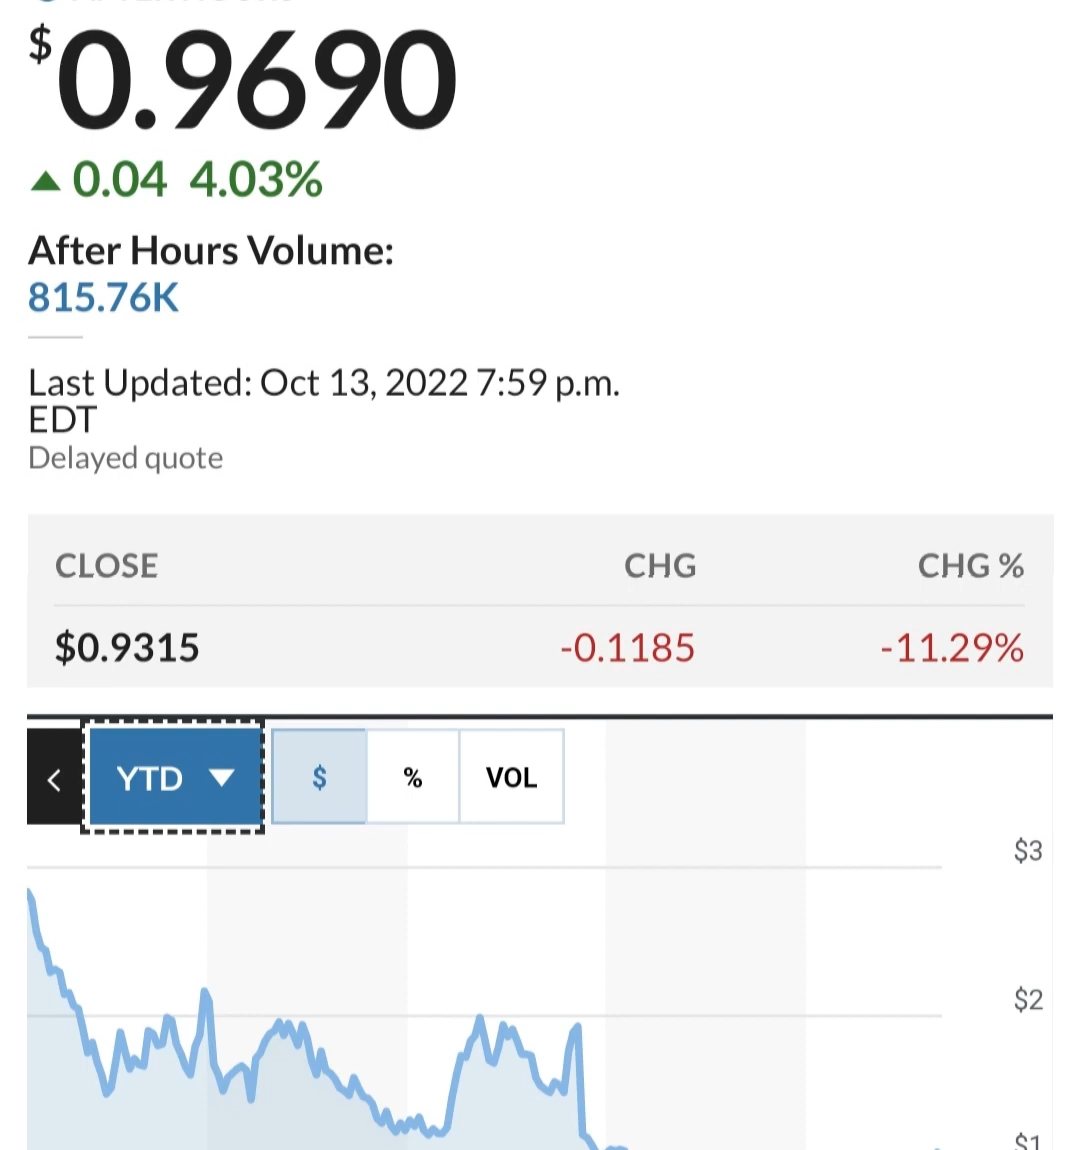 $0.9690
0.04 4.03%
After Hours Volume:
815.76K
Last Updated: Oct 13, 2022 7:59 p.m.
EDT
Delayed quote
CLOSE CHG CHG %
$0.9315 -0.1185 -11.29%
YTD $ % VOL
$3
$2
$1